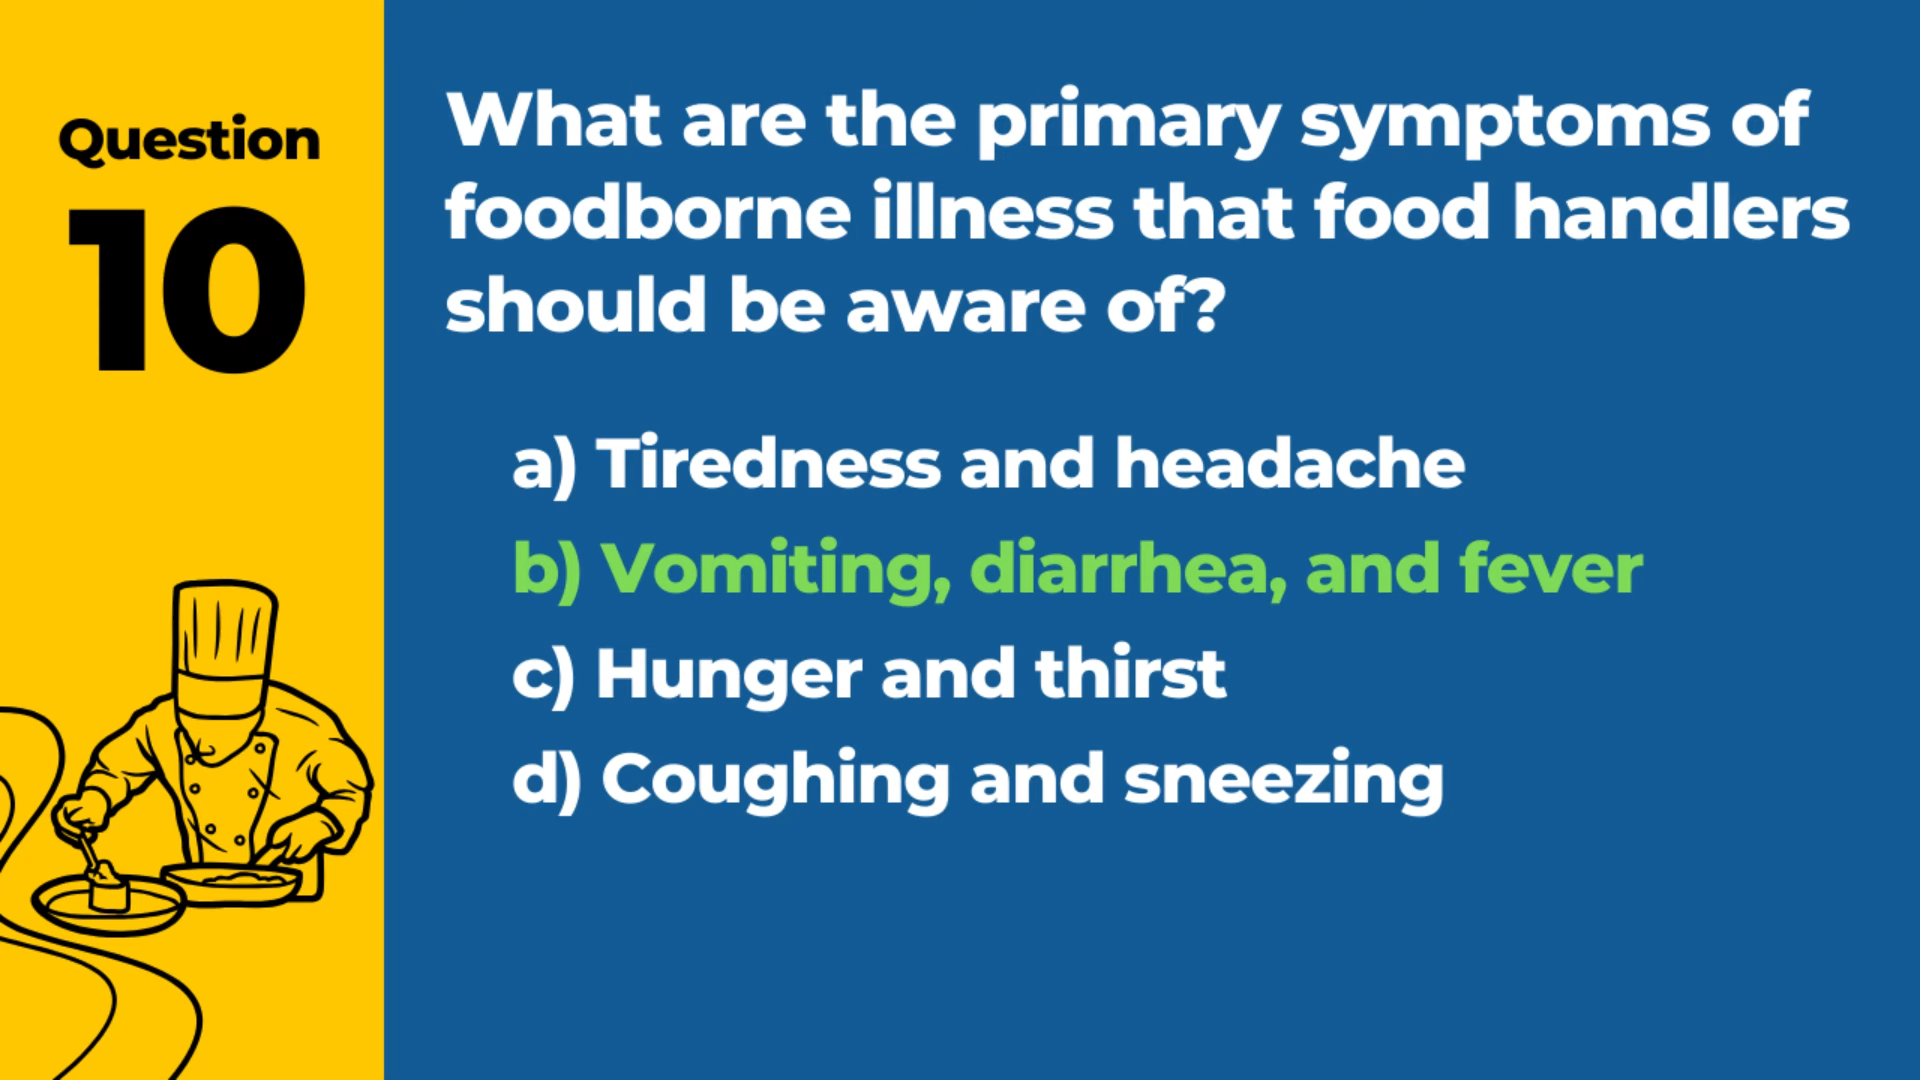 Question
10
What are the primary symptoms of
foodborne illness that food handlers
should be aware of?
a) Tiredness and headache
b) Vomiting, diarrhea, and fever
c) Hunger and thirst
d) Coughing and sneezing